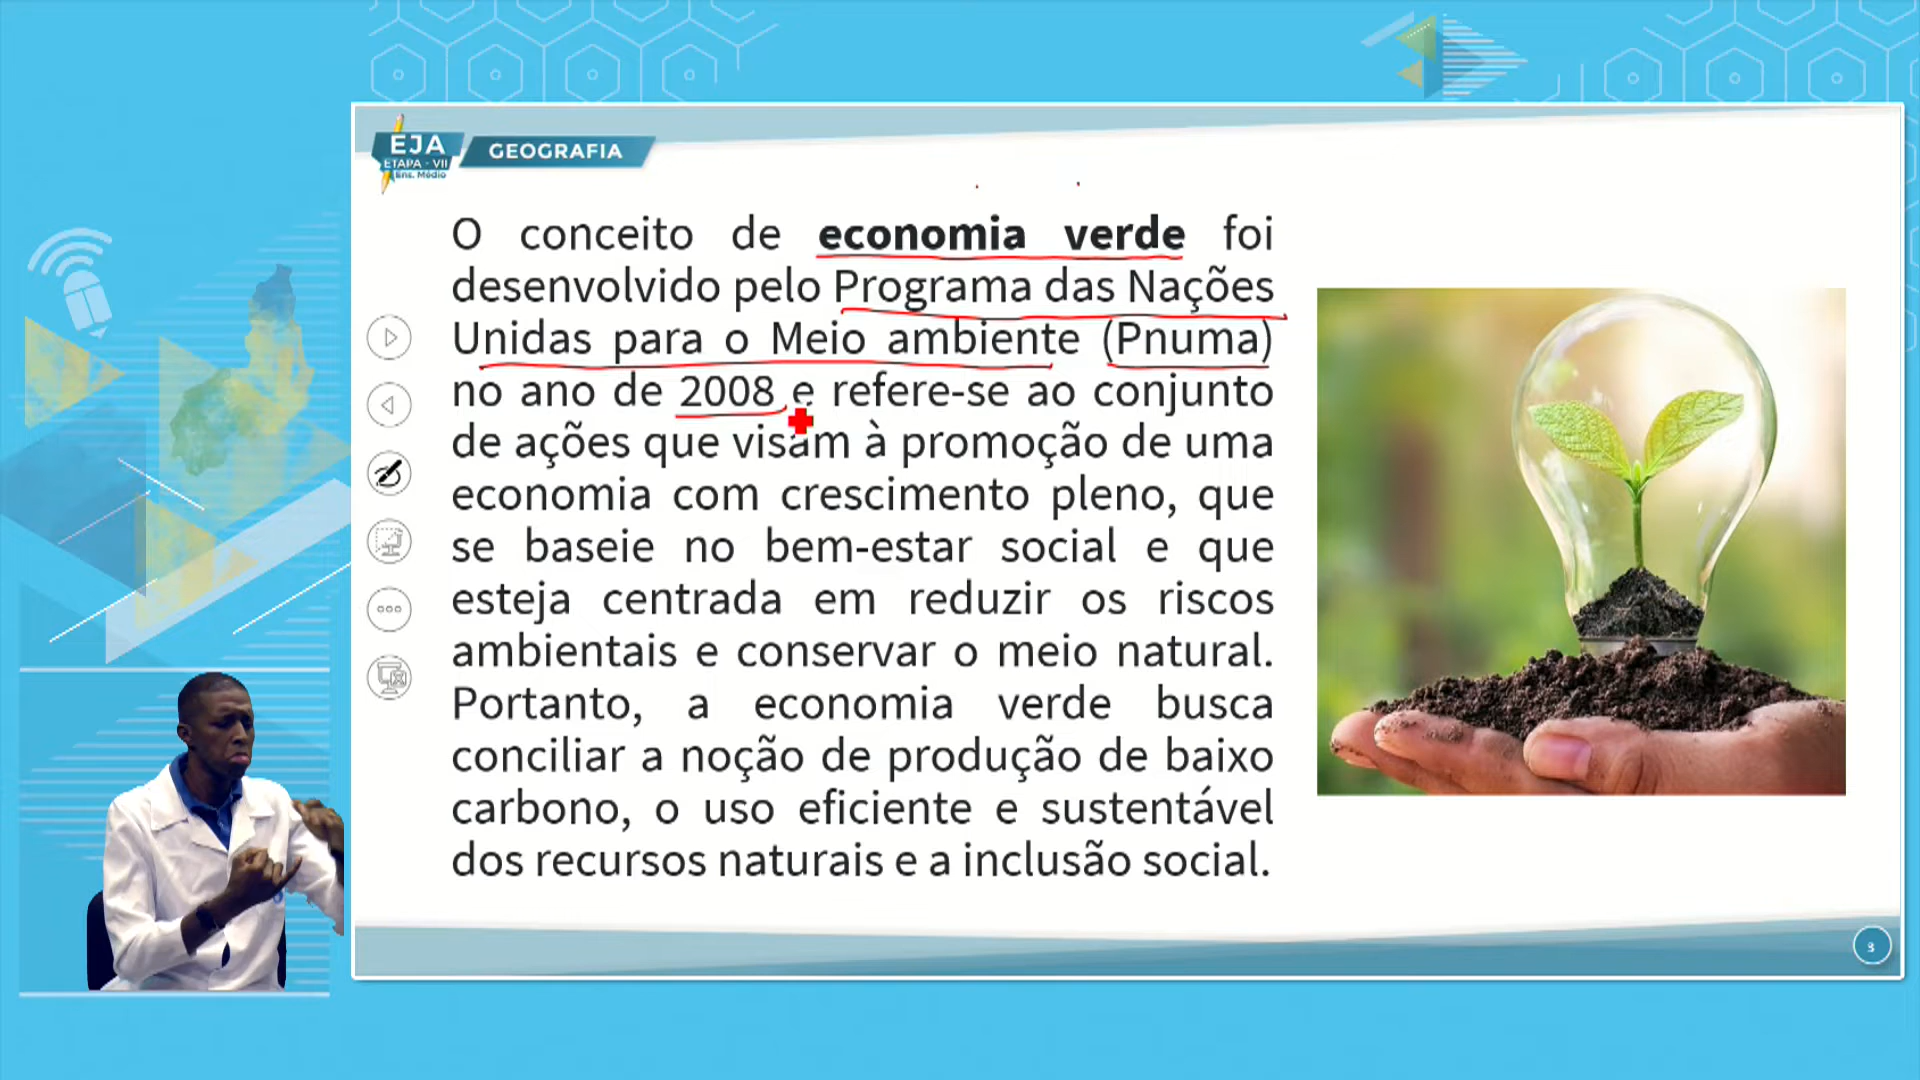 EJA
ETAPA - VII
Ens. Médio
GEOGRAFIA
O conceito de economia verde foi
desenvolvido pelo Programa das Nações
Unidas para o Meio ambiente (Pnuma)
no ano de 2008 e refere-se ao conjunto
de ações que visam à promoção de uma
economia com crescimento pleno, que
se baseie no bem-estar social e que
esteja centrada em reduzir os riscos
ambientais e conservar o meio natural.
Portanto, a economia verde busca
conciliar a noção de produção de baixo
carbono, o uso eficiente e sustentável
dos recursos naturais e a inclusão social.
3